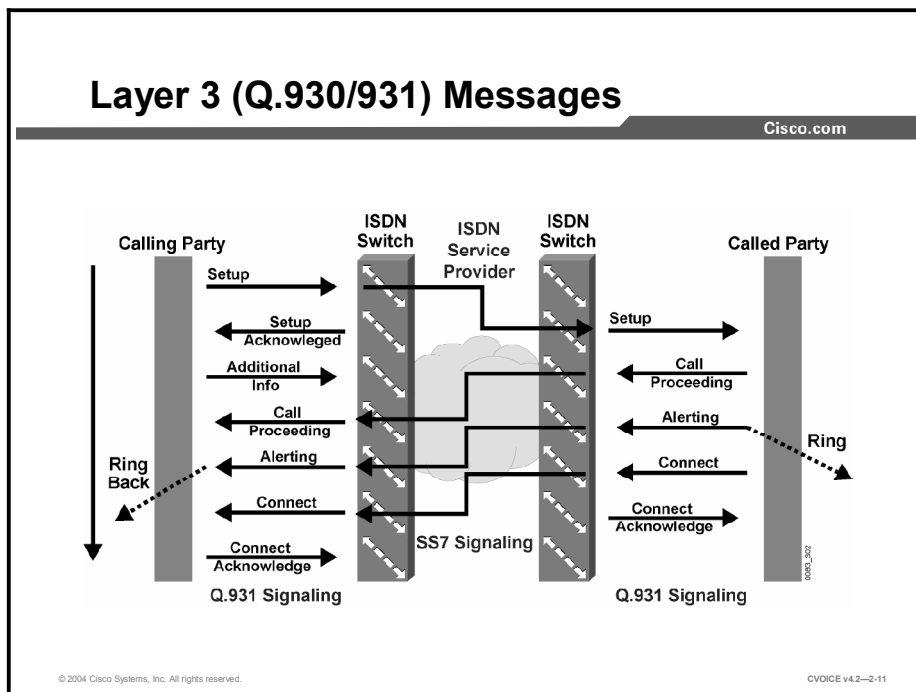 Layer 3 (Q.930/931) Messages
Cisco.com
Calling Party
ISDN
Switch
ISDN
Service
Provider
ISDN
Switch
Called Party
Setup
Setup
Acknowleged
Additional
Info
Call
Proceeding
Alerting
Connect
Connect
Acknowledge
Ring
Back
Q.931 Signaling
SS7 Signaling
Setup
Call
Proceeding
Alerting
Connect
Connect
Acknowledge
Ring
Q.931 Signaling
0083_302
© 2004 Cisco Systems, Inc. All rights reserved.
CVOICE v4.2—2-11